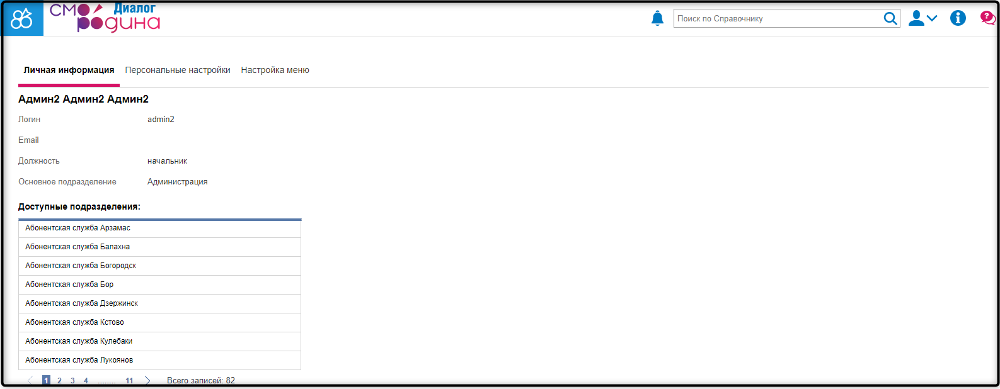 СМО Диалог
РОдина
Поиск по Справочнику
Личная информация Персональные настройки Настройка меню
Админ2 Админ2 Админ2
Логин admin2
Email
Должность начальник
Основное подразделение Администрация
Доступные подразделения:
Абонентская служба Арзамас
Абонентская служба Балахна
Абонентская служба Богородск
Абонентская служба Бор
Абонентская служба Дзержинск
Абонентская служба Кстово
Абонентская служба Кулебаки
Абонентская служба Лукоянов
1 2 3 4 ........ 11 Всего записей: 82